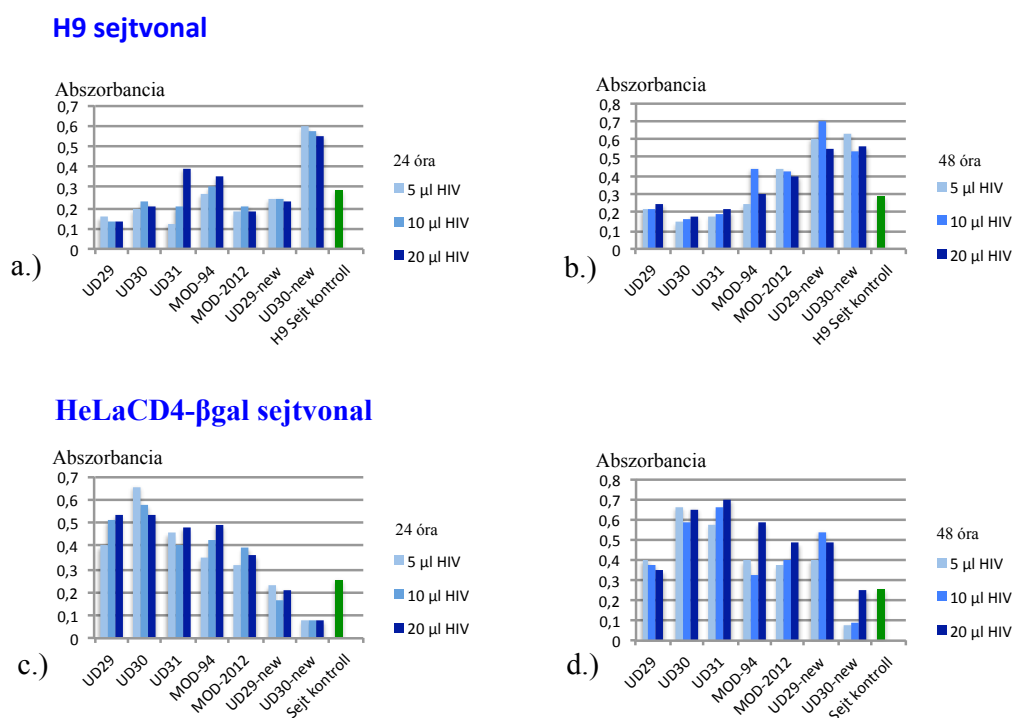 H9 sejtvonal
Abszorbancia
0,7
0,6
0,5
0,4
0,3
0,2
0,1
0
UD29
UD30
UD31
MOD-94
MOD-2012
UD29-new
UD30-new
H9 Sejt kontroll
24 óra
5 µl HIV
10 µl HIV
20 µl HIV
a.)
Abszorbancia
0,8
0,7
0,6
0,5
0,4
0,3
0,2
0,1
0
UD29
UD30
UD31
MOD-94
MOD-2012
UD29-new
UD30-new
H9 Sejt kontroll
48 óra
5 µl HIV
10 µl HIV
20 µl HIV
b.)
HeLaCD4-βgal sejtvonal
Abszorbancia
0,7
0,6
0,5
0,4
0,3
0,2
0,1
0
UD29
UD30
UD31
MOD-94
MOD-2012
UD29-new
UD30-new
Sejt kontroll
24 óra
5 µl HIV
10 µl HIV
20 µl HIV
c.)
Abszorbancia
0,8
0,7
0,6
0,5
0,4
0,3
0,2
0,1
0
UD29
UD30
UD31
MOD-94
MOD-2012
UD29-new
UD30-new
Sejt kontroll
48 óra
5 µl HIV
10 µl HIV
20 µl HIV
d.)